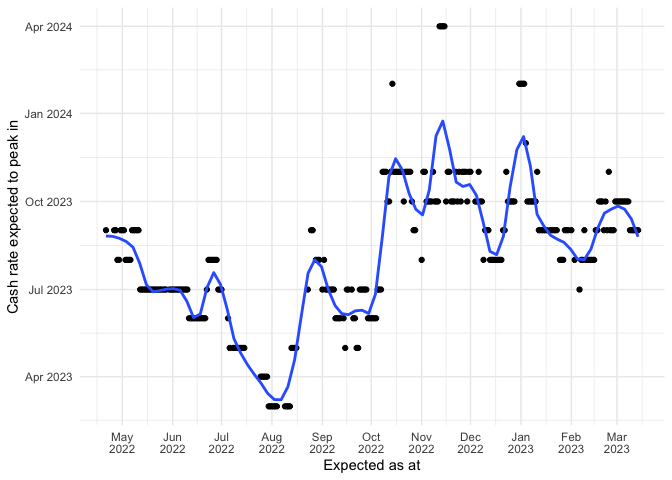 Cash rate expected to peak in
Apr 2024
Jan 2024
Oct 2023
Jul 2023
Apr 2023
May Jun Jul Aug Sep Oct Nov Dec Jan Feb Mar
2022 2022 2022 2022 2022 2022 2022 2022 2023 2023 2023
Expected as at